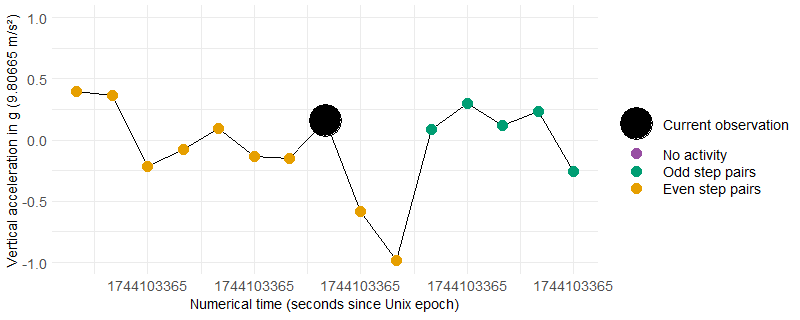 Vertical acceleration in g (9.80665 m/s²)
1.0
0.5
0.0
-0.5
-1.0
1744103365 1744103365 1744103365 1744103365 1744103365
Numerical time (seconds since Unix epoch)
Current observation
No activity
Odd step pairs
Even step pairs